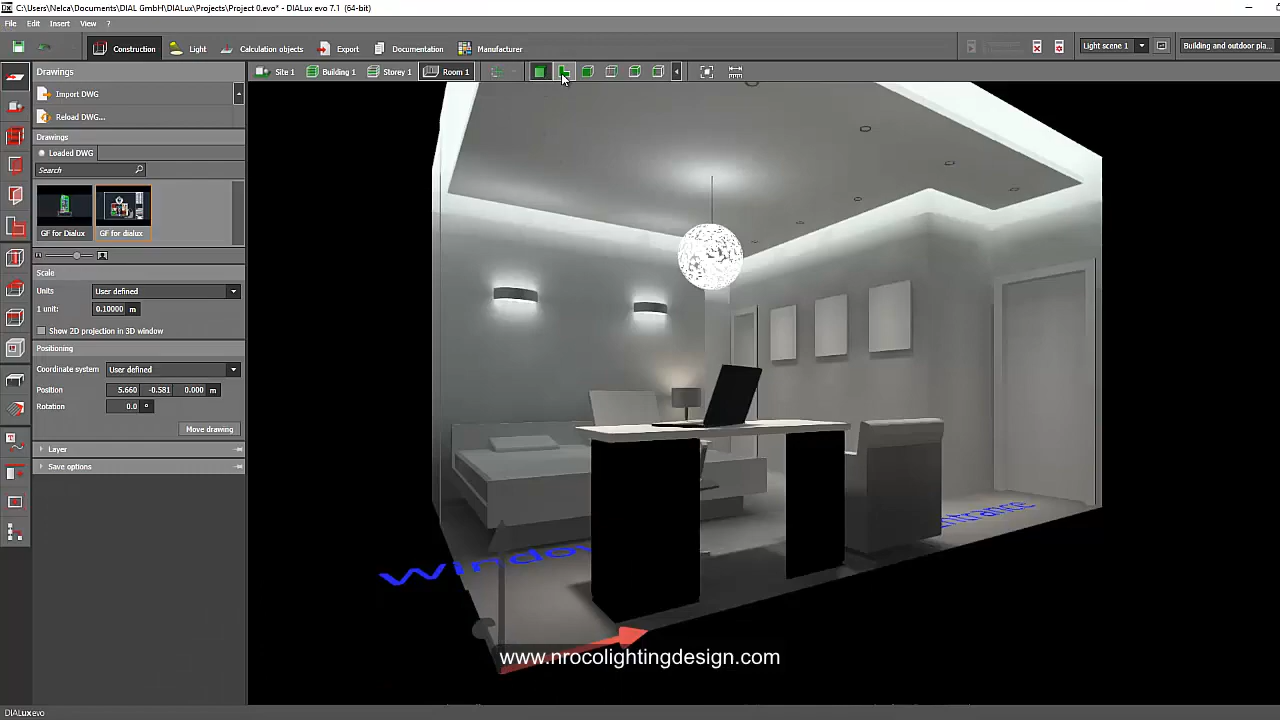 C:\Users\Nelca\Documents\DIAL GmbH\DIALux\Projects\Project 0.evo* - DIALux evo 7.1 (64-bit)
File Edit Insert View ?
Construction Light Calculation objects Export Documentation Manufacturer Light scene 1 Building and outdoor pla...
Drawings Site 1 Building 1 Storey 1 Room 1
Import DWG
Reload DWG...
Drawings
Loaded DWG
Search
GF for Dialux GF for dialux
Scale
Units User defined
1 unit: 0.10000 m
Show 2D projection in 3D window
Positioning
Coordinate system User defined
Position 5.660 -0.581 0.000 m
Rotation 0.0 °
Move drawing
Layer
Save options
www.nrocolightingdesign.com
DIALux evo